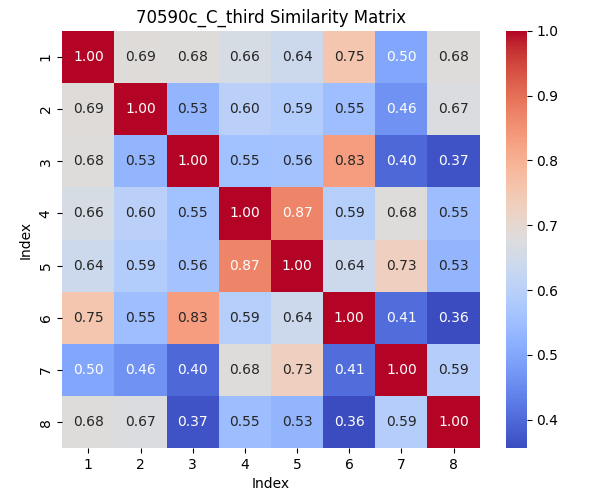 70590c_C_third Similarity Matrix
1 1.00 0.69 0.68 0.66 0.64 0.75 0.50 0.68
2 0.69 1.00 0.53 0.60 0.59 0.55 0.46 0.67
3 0.68 0.53 1.00 0.55 0.56 0.83 0.40 0.37
4 0.66 0.60 0.55 1.00 0.87 0.59 0.68 0.55
5 0.64 0.59 0.56 0.87 1.00 0.64 0.73 0.53
6 0.75 0.55 0.83 0.59 0.64 1.00 0.41 0.36
7 0.50 0.46 0.40 0.68 0.73 0.41 1.00 0.59
8 0.68 0.67 0.37 0.55 0.53 0.36 0.59 1.00
1 2 3 4 5 6 7 8
Index
Index
1.0
0.9
0.8
0.7
0.6
0.5
0.4